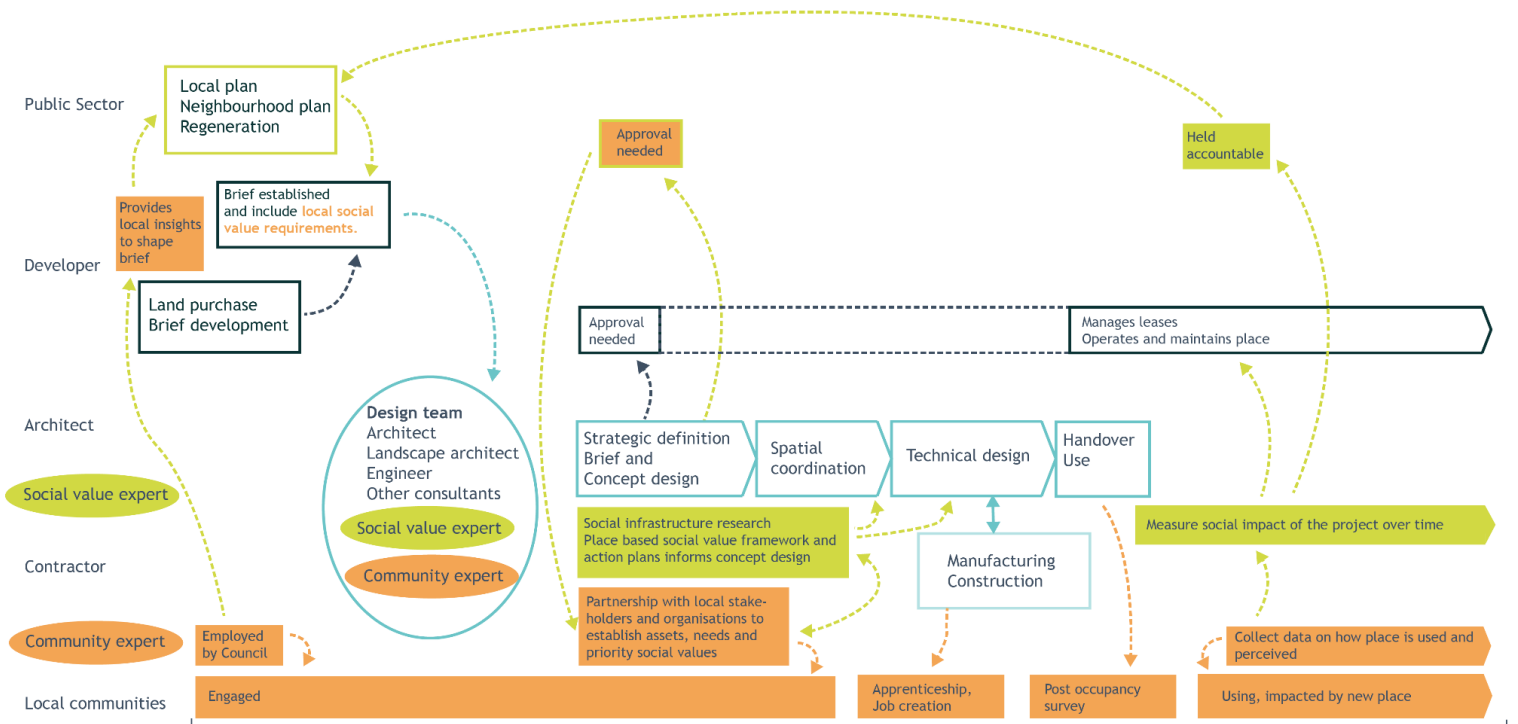 Public Sector
Local plan
Neighbourhood plan
Regeneration
Approval
needed
Held
accountable
Provides
local insights
to shape
brief
Brief established
and include local social
value requirements.
Developer
Land purchase
Brief development
Approval
needed
Manages leases
Operates and maintains place
Architect
Design team
Architect
Landscape architect
Engineer
Other consultants
Social value expert
Community expert
Strategic definition
Brief and
Concept design
Spatial
coordination
Technical design
Handover
Use
Social value expert
Social infrastructure research
Place based social value framework and
action plans informs concept design
Measure social impact of the project over time
Contractor
Manufacturing
Construction
Community expert
Employed
by Council
Partnership with local stake-
holders and organisations to
establish assets, needs and
priority social values
Collect data on how place is used and
perceived
Local communities
Engaged
Apprenticeship,
Job creation
Post occupancy
survey
Using, impacted by new place